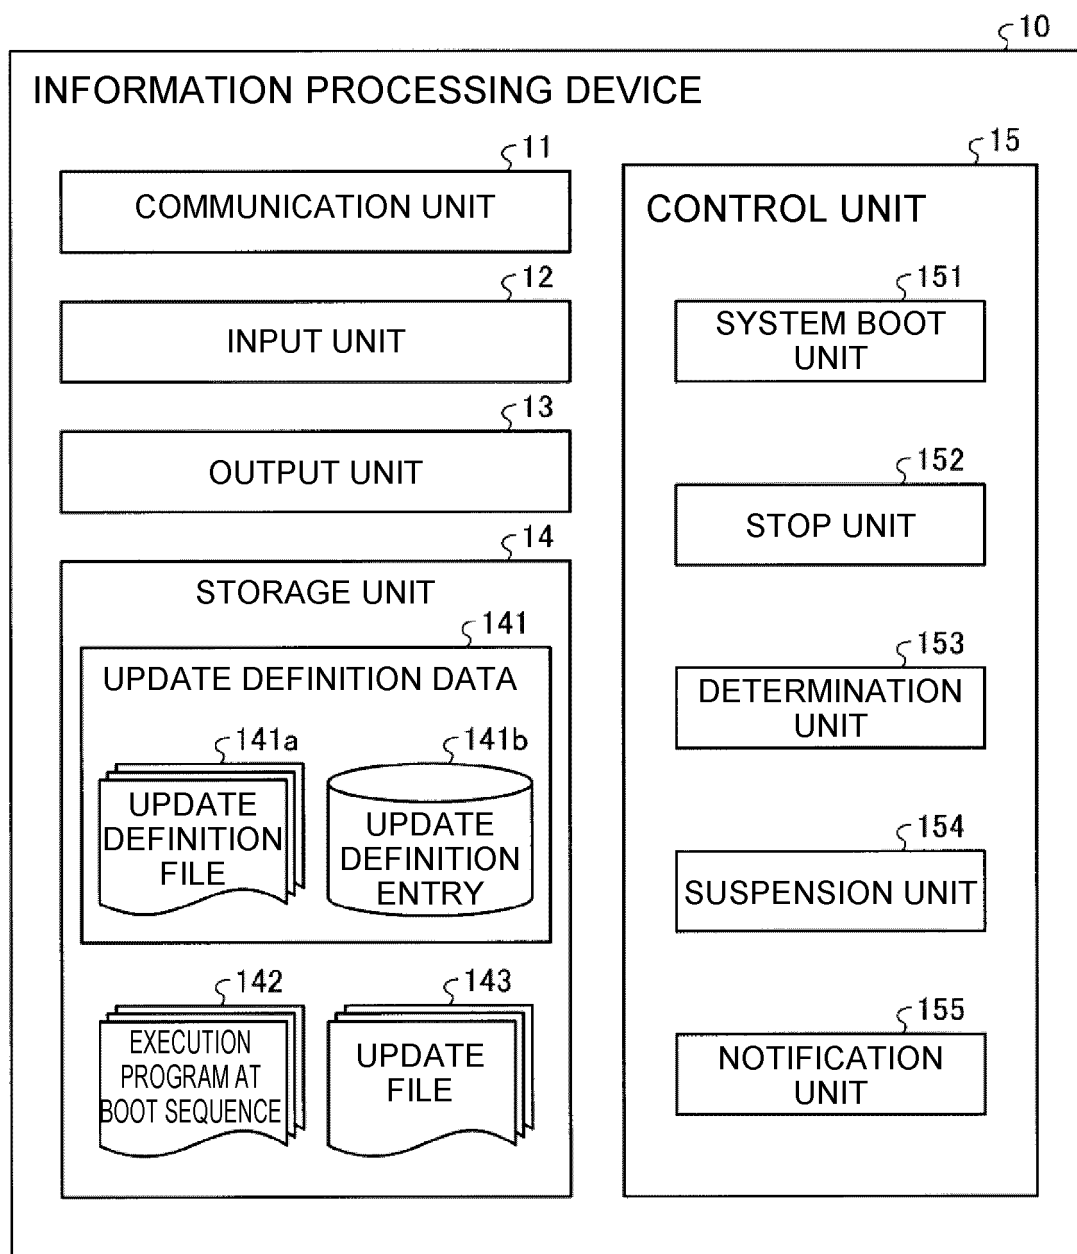 10
INFORMATION PROCESSING DEVICE
11
COMMUNICATION UNIT
12
INPUT UNIT
13
OUTPUT UNIT
14
STORAGE UNIT
141
UPDATE DEFINITION DATA
141a
UPDATE
DEFINITION
FILE
141b
UPDATE
DEFINITION
ENTRY
142
EXECUTION
PROGRAM AT
BOOT SEQUENCE
143
UPDATE
FILE
15
CONTROL UNIT
151
SYSTEM BOOT
UNIT
152
STOP UNIT
153
DETERMINATION
UNIT
154
SUSPENSION UNIT
155
NOTIFICATION
UNIT